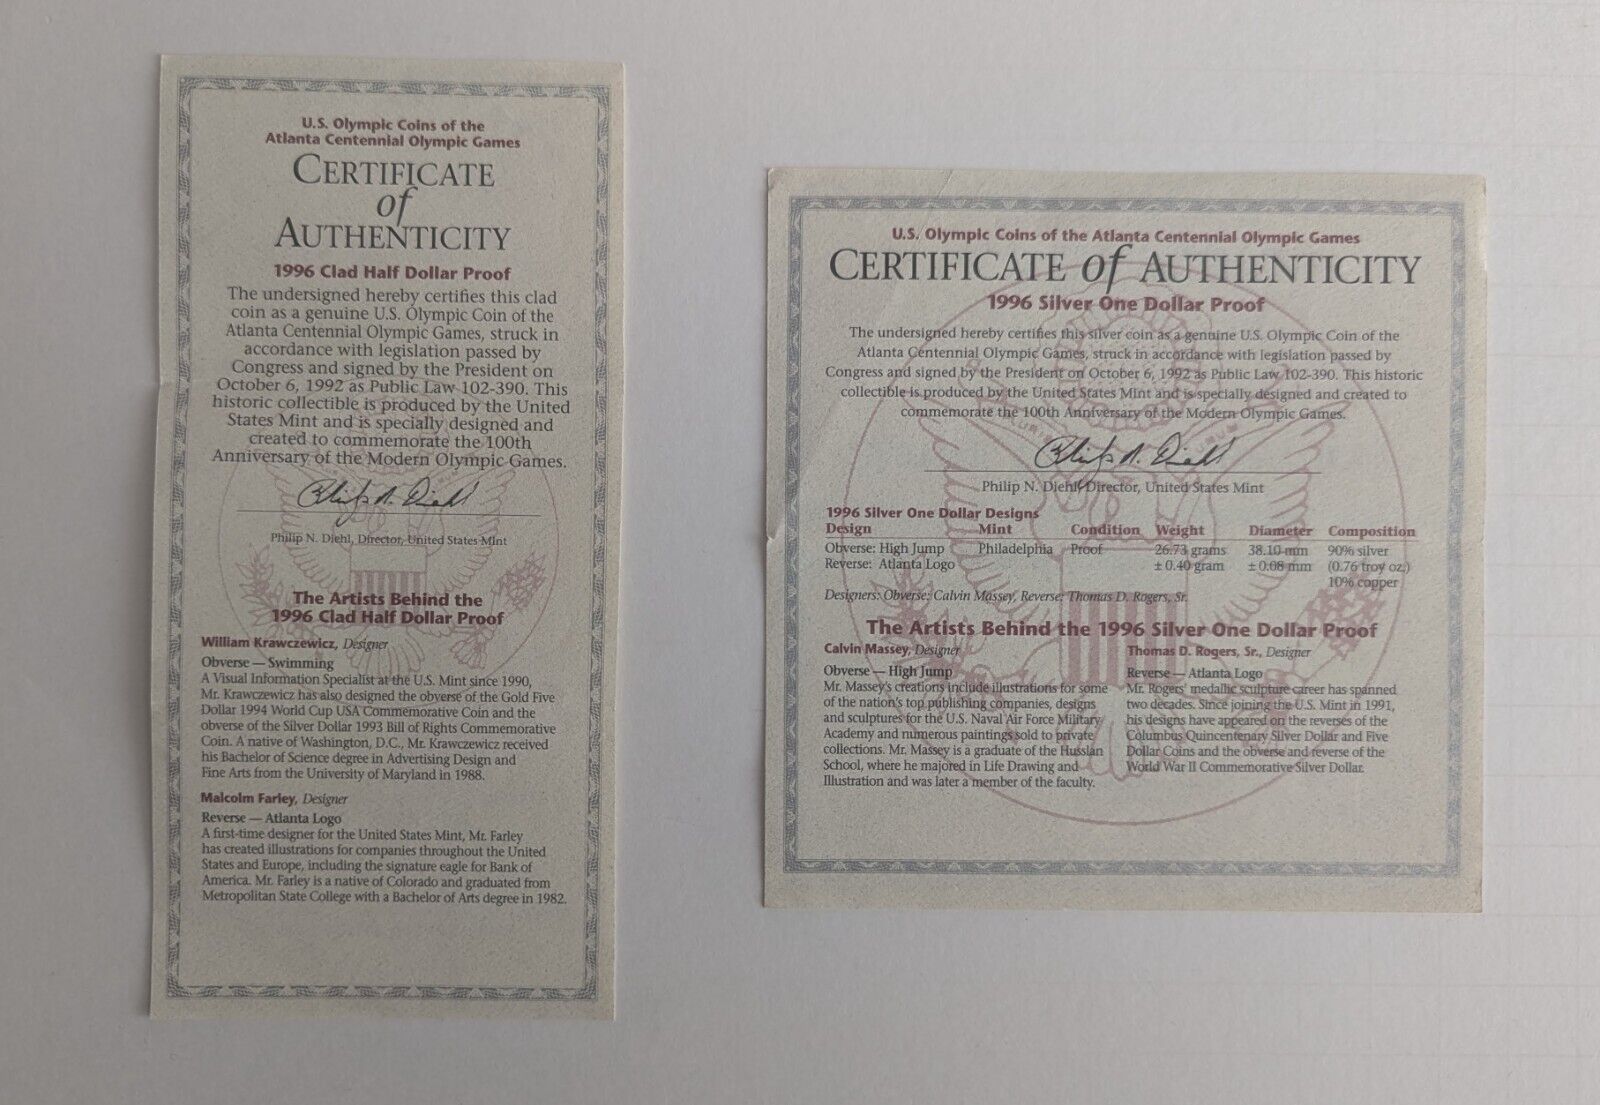 U.S. Olympic Coins of the
Atlanta Centennial Olympic Games
CERTIFICATE
of
AUTHENTICITY
1996 Clad Half Dollar Proof
The undersigned hereby certifies this clad
coin as a genuine U.S. Olympic Coin of the
Atlanta Centennial Olympic Games, struck in
accordance with legislation passed by
Congress and signed by the President on
October 6, 1992 as Public Law 102-390. This
historic collectible is produced by the United
States Mint and is specially designed and
created to commemorate the 100th
Anniversary of the Modern Olympic Games.
Philip N. Diehl
Philip N. Diehl, Director, United States Mint
The Artists Behind the
1996 Clad Half Dollar Proof
William Krawczewicz, Designer
Obverse — Swimming
A Visual Information Specialist at the U.S. Mint since 1990,
Mr. Krawczewicz has also designed the obverse of the Gold Five
Dollar 1994 World Cup USA Commemorative Coin and the
obverse of the Silver Dollar 1993 Bill of Rights Commemorative
Coin. A native of Washington, D.C., Mr. Krawczewicz received
his Bachelor of Science degree in Advertising Design and
Fine Arts from the University of Maryland in 1988.
Malcolm Farley, Designer
Reverse — Atlanta Logo
A first-time designer for the United States Mint, Mr. Farley
has created illustrations for companies throughout the United
States and Europe, including the signature eagle for Bank of
America. Mr. Farley is a native of Colorado and graduated from
Metropolitan State College with a Bachelor of Arts degree in 1982.
U.S. Olympic Coins of the Atlanta Centennial Olympic Games
CERTIFICATE of AUTHENTICITY
1996 Silver One Dollar Proof
The undersigned hereby certifies this silver coin as a genuine U.S. Olympic Coin of the
Atlanta Centennial Olympic Games, struck in accordance with legislation passed by
Congress and signed by the President on October 6, 1992 as Public Law 102-390. This historic
collectible is produced by the United States Mint and is specially designed and created to
commemorate the 100th Anniversary of the Modern Olympic Games.
Philip N. Diehl
Philip N. Diehl, Director, United States Mint
1996 Silver One Dollar Designs
Design Mint Condition Weight Diameter Composition
Obverse: High Jump Philadelphia Proof 26.73 grams 38.10 mm 90% silver
Reverse: Atlanta Logo ± 0.40 gram ± 0.08 mm (0.76 troy oz.)
10% copper
Designers: Obverse: Calvin Massey, Reverse: Thomas D. Rogers, Sr.
The Artists Behind the 1996 Silver One Dollar Proof
Calvin Massey, Designer
Obverse — High Jump
Mr. Massey's creations include illustrations for some
of the nation's top publishing companies, designs
and sculptures for the U.S. Naval Air Force Military
Academy and numerous paintings sold to private
collections. Mr. Massey is a graduate of the Hussian
School, where he majored in Life Drawing and
Illustration and was later a member of the faculty.
Thomas D. Rogers, Sr., Designer
Reverse — Atlanta Logo
Mr. Rogers' medallic sculpture career has spanned
two decades. Since joining the U.S. Mint in 1991,
his designs have appeared on the reverses of the
Columbus Quincentenary Silver Dollar and Five
Dollar Coins and the obverse and reverse of the
World War II Commemorative Silver Dollar.